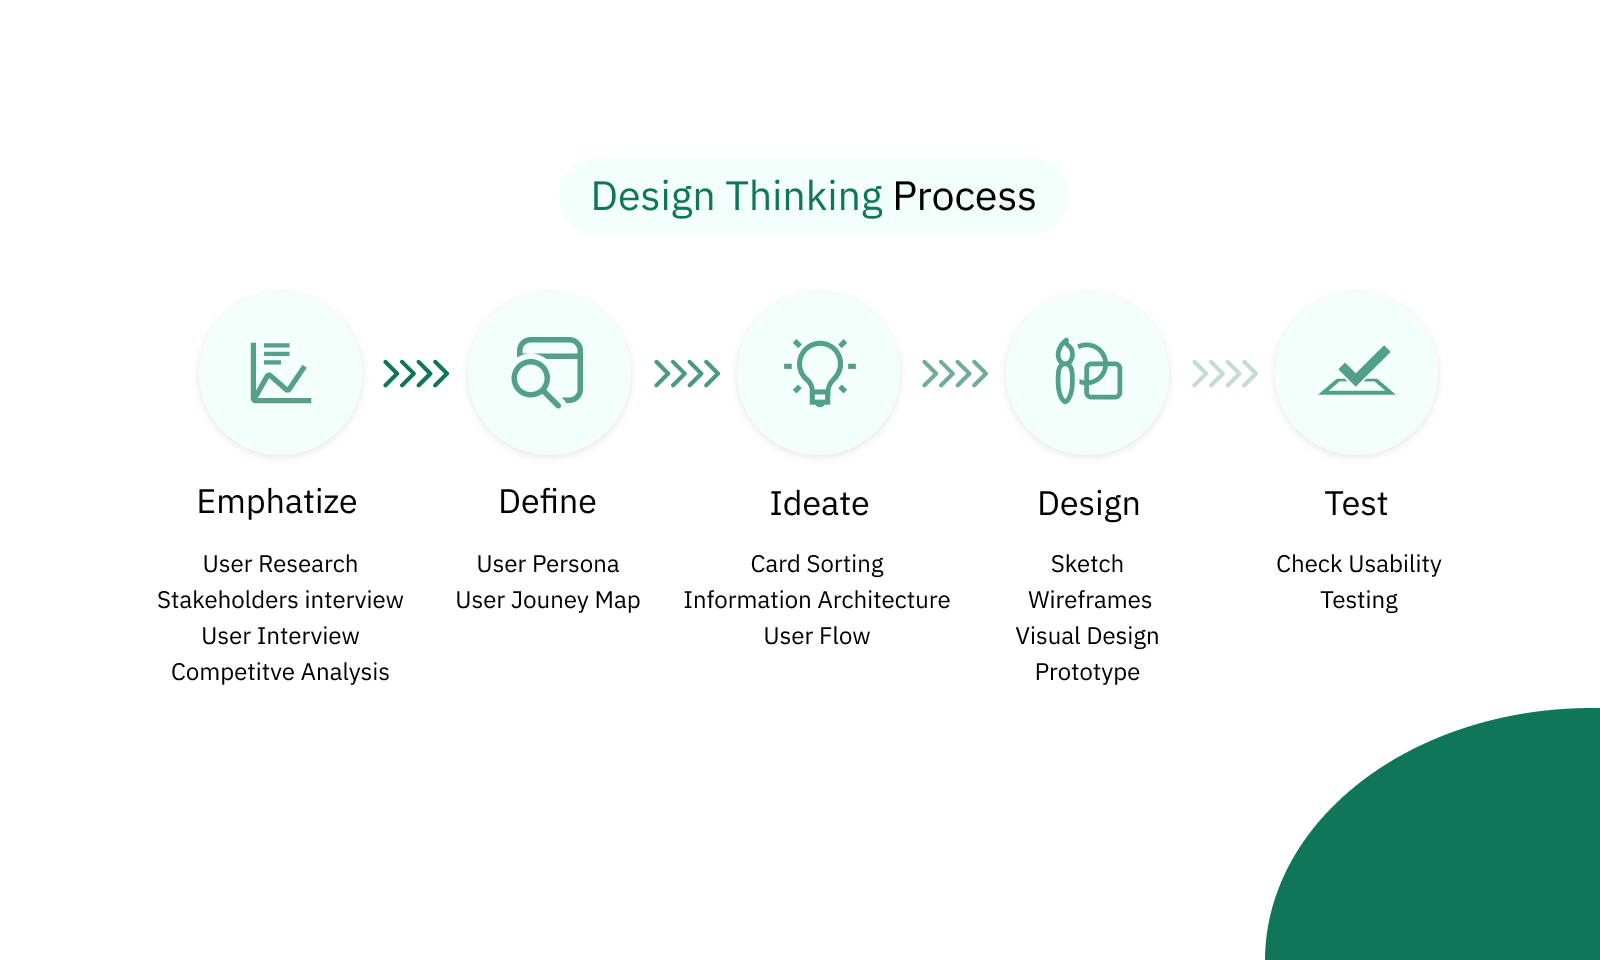 Design Thinking Process
Emphatize
User Research
Stakeholders interview
User Interview
Competitve Analysis
Define
User Persona
User Jouney Map
Ideate
Card Sorting
Information Architecture
User Flow
Design
Sketch
Wireframes
Visual Design
Prototype
Test
Check Usability
Testing